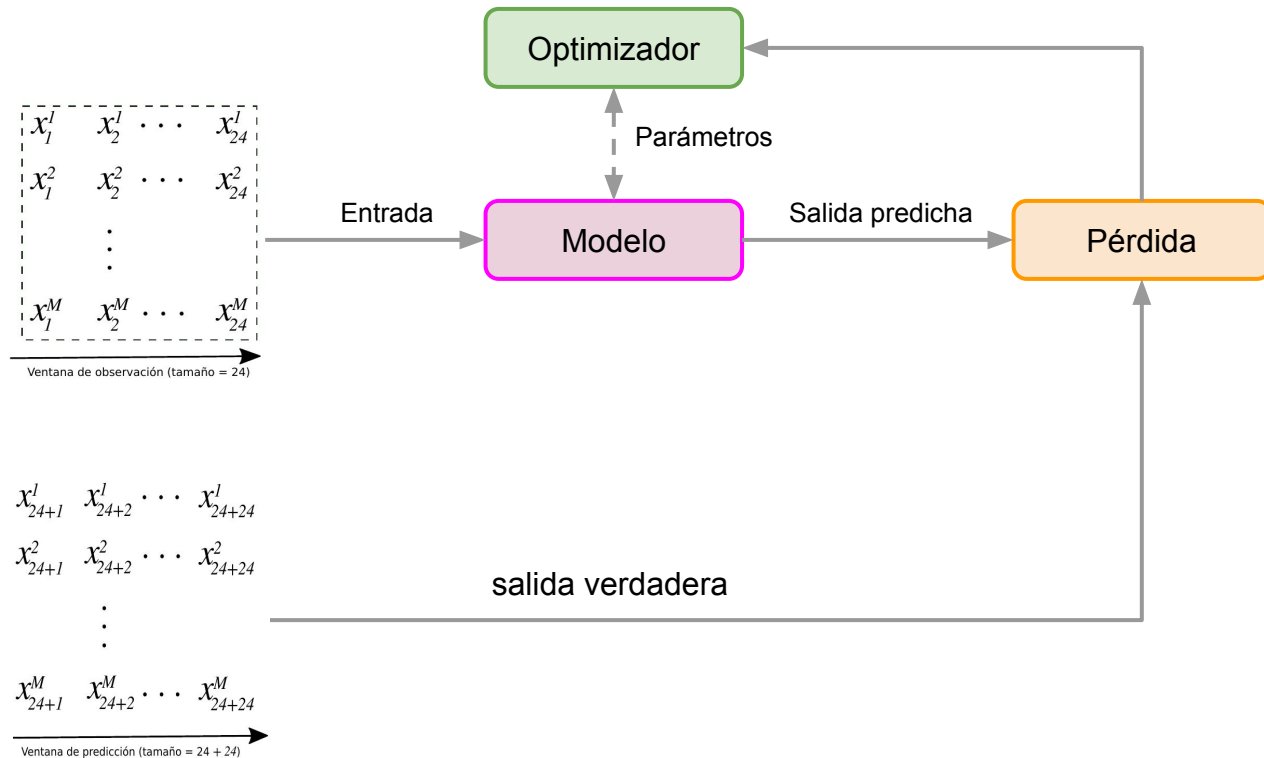 Optimizador
x_1^1 x_2^1 · · · x_24^1
Parámetros
x_1^2 x_2^2 · · · x_24^2
Entrada
Modelo
Salida predicha
Pérdida
x_1^M x_2^M · · · x_24^M
Ventana de observación (tamaño = 24)
x_24+1^1 x_24+2^1 · · · x_24+24^1
x_24+1^2 x_24+2^2 · · · x_24+24^2
salida verdadera
x_24+1^M x_24+2^M · · · x_24+24^M
Ventana de predicción (tamaño = 24 + 24)